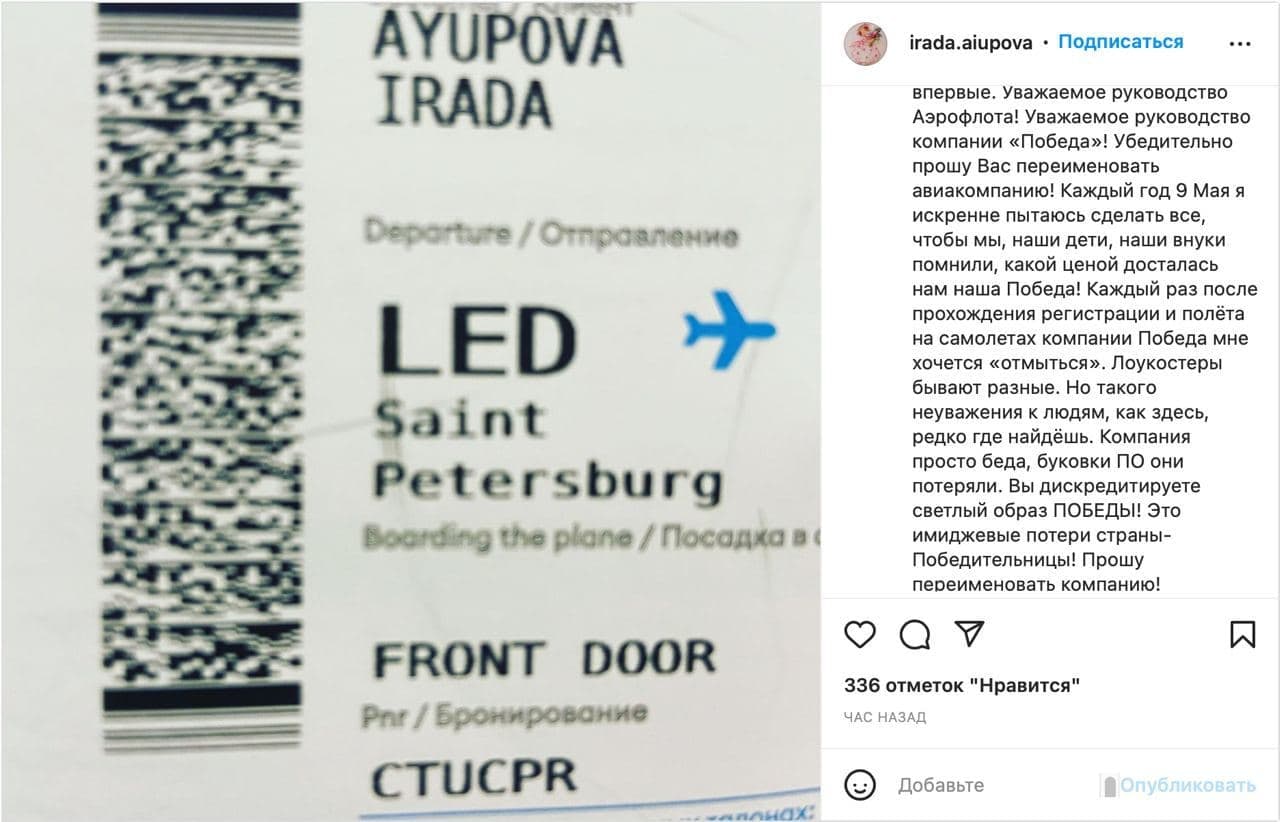 AYUPOVA
IRADA
Departure / Отправление
LED
Saint
Petersburg
Boarding the plane / Посадка в с
FRONT DOOR
Pnr / Бронирование
CTUCPR
талонах:
irada.aiupova • Подписаться
впервые. Уважаемое руководство
Аэрофлота! Уважаемое руководство
компании «Победа»! Убедительно
прошу Вас переименовать
авиакомпанию! Каждый год 9 Мая я
искренне пытаюсь сделать все,
чтобы мы, наши дети, наши внуки
помнили, какой ценой досталась
нам наша Победа! Каждый раз после
прохождения регистрации и полёта
на самолетах компании Победа мне
хочется «отмыться». Лоукостеры
бывают разные. Но такого
неуважения к людям, как здесь,
редко где найдёшь. Компания
просто беда, буковки ПО они
потеряли. Вы дискредитируете
светлый образ ПОБЕДЫ! Это
имиджевые потери страны-
Победительницы! Прошу
переименовать компанию!
336 отметок "Нравится"
ЧАС НАЗАД
Добавьте
Опубликовать